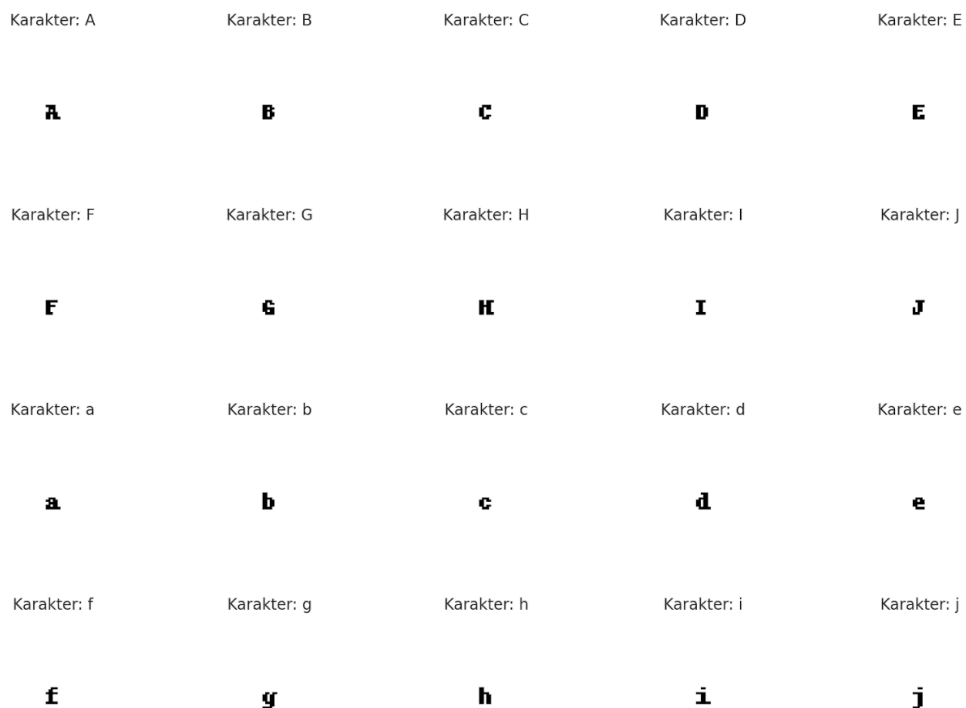 Karakter: A Karakter: B Karakter: C Karakter: D Karakter: E
A B C D E
Karakter: F Karakter: G Karakter: H Karakter: I Karakter: J
F G H I J
Karakter: a Karakter: b Karakter: c Karakter: d Karakter: e
a b c d e
Karakter: f Karakter: g Karakter: h Karakter: i Karakter: j
f g h i j